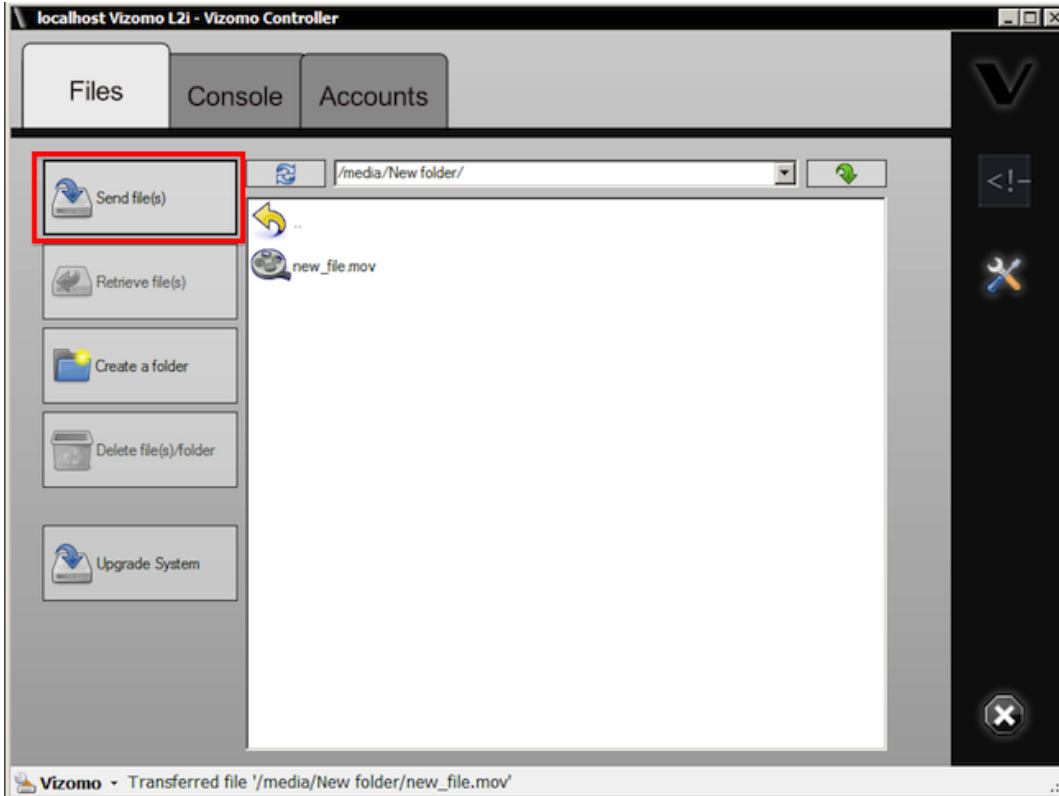 localhost Vizomo L2i - Vizomo Controller
Files
Console
Accounts
Send file(s)
/media/New folder/
<!-
..
new_file.mov
Retrieve file(s)
Create a folder
Delete file(s)/folder
Upgrade System
Vizomo - Transferred file '/media/New folder/new_file.mov'